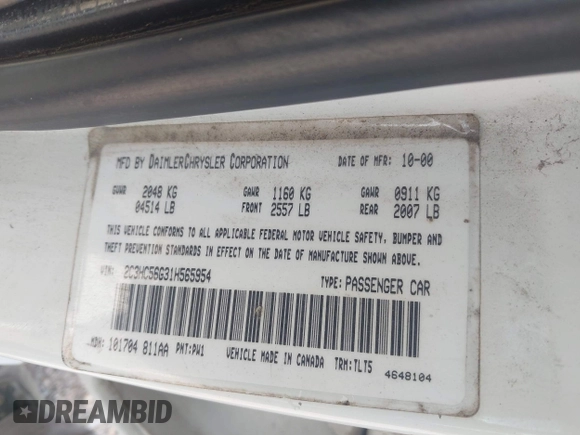 MFD BY DAIMLERCHRYSLER CORPORATION DATE OF MFR: 10-00
GVWR 2048 KG GAWR 1160 KG GAWR 0911 KG
04514 LB FRONT 2557 LB REAR 2007 LB
THIS VEHICLE CONFORMS TO ALL APPLICABLE FEDERAL MOTOR VEHICLE SAFETY, BUMPER AND
THEFT PREVENTION STANDARDS IN EFFECT ON THE DATE OF MANUFACTURE SHOWN ABOVE.
VIN: 2C3HC56G31H565954 TYPE: PASSENGER CAR
MDH: 101704 811AA PNT: PW1 VEHICLE MADE IN CANADA TRM: TLT5
4648104
DREAMBID